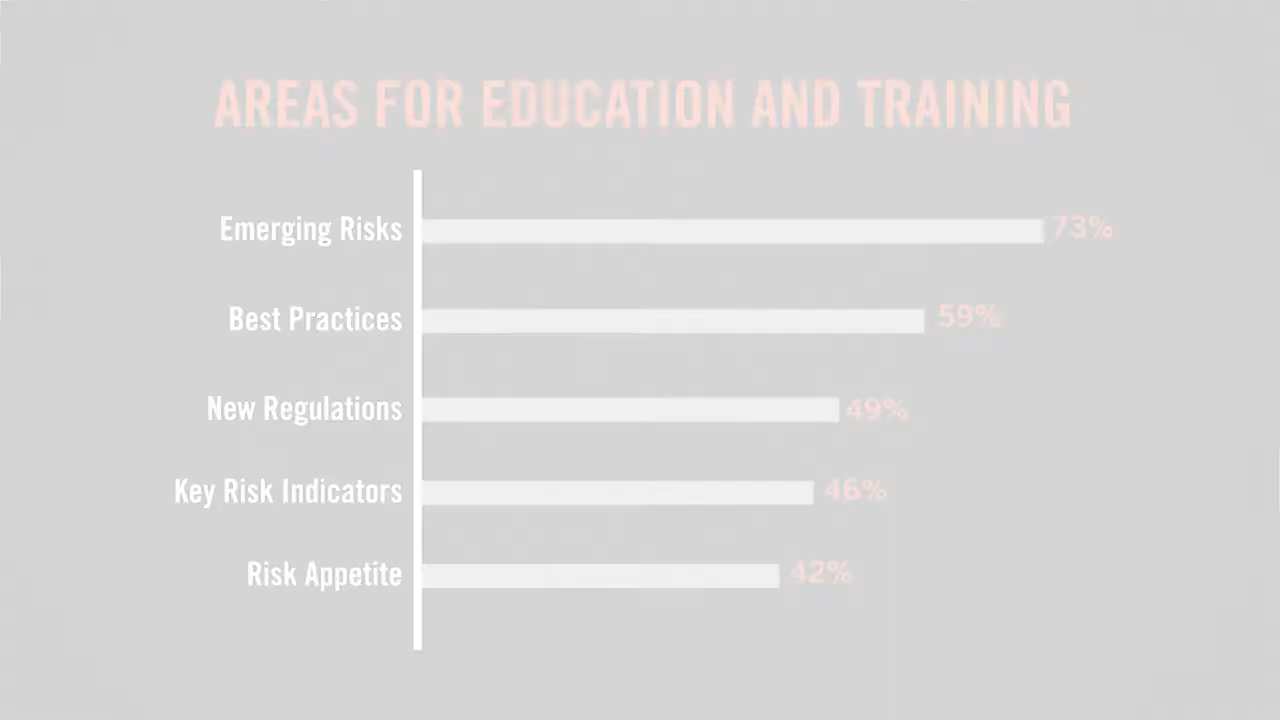 AREAS FOR EDUCATION AND TRAINING
Emerging Risks 73%
Best Practices 59%
New Regulations 49%
Key Risk Indicators 46%
Risk Appetite 42%